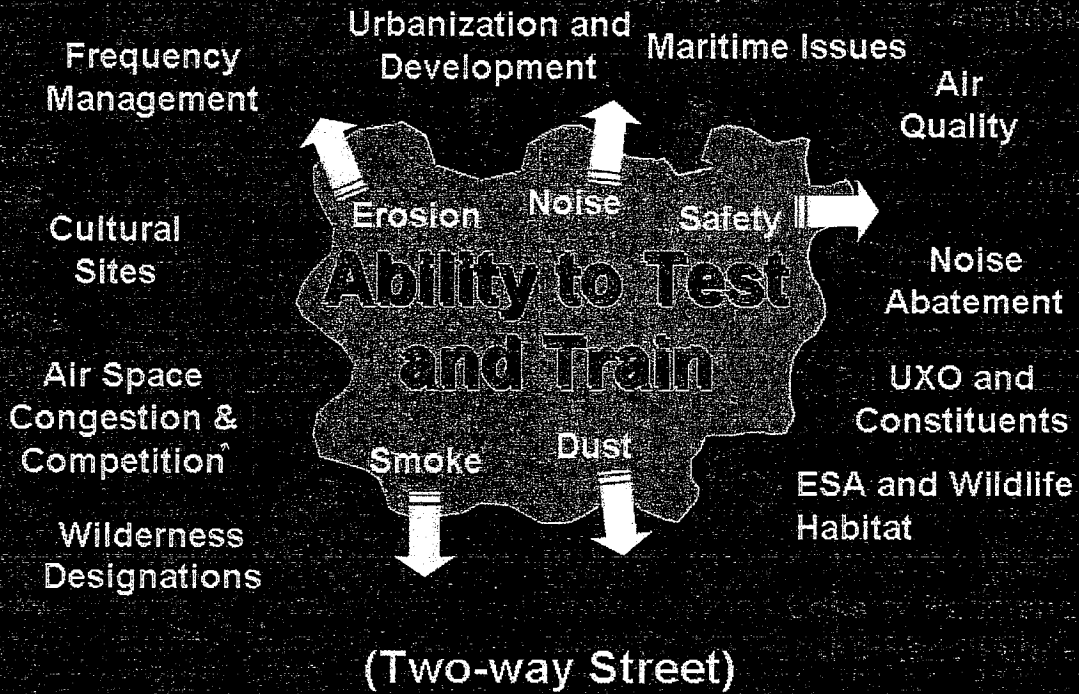 Urbanization and
Development
Maritime Issues
Frequency
Management
Air
Quality
Erosion
Noise
Safety
Cultural
Sites
Ability to Test
and Train
Noise
Abatement
Air Space
Congestion &
Competition
UXO and
Constituents
Smoke
Dust
ESA and Wildlife
Habitat
Wilderness
Designations
(Two-way Street)